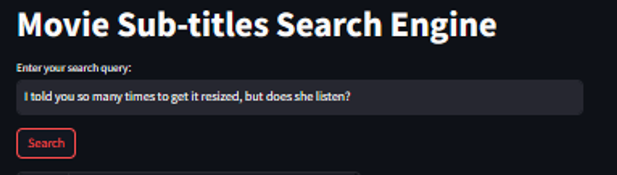 Movie Sub-titles Search Engine
Enter your search query:
I told you so many times to get it resized, but does she listen?
Search